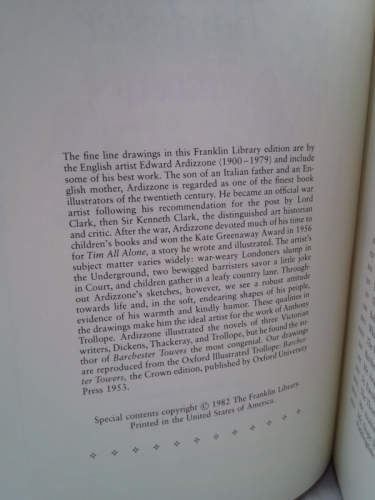 The fine line drawings in this Franklin Library edition are by
the English artist Edward Ardizzone (1900–1979) and include
some of his best work. The son of an Italian father and an En-
glish mother, Ardizzone is regarded as one of the finest book
illustrators of the twentieth century. He became an official war
artist following his recommendation for the post by Lord
Clark, then Sir Kenneth Clark, the distinguished art historian
and critic. After the war, Ardizzone devoted much of his time to
children's books and won the Kate Greenaway Award in 1956
for Tim All Alone, a story he wrote and illustrated. The artist's
subject matter varies widely: war-weary Londoners slump in
the Underground, two bewigged barristers savor a little joke
in Court, and children gather in a leafy country lane. Through-
out Ardizzone's sketches, however, we see a robust attitude
towards life and, in the soft, endearing shapes of his people,
evidence of his warmth and kindly humor. These qualities in
the drawings make him the ideal artist for the work of Anthony
Trollope. Ardizzone illustrated the novels of three Victorian
writers, Dickens, Thackeray, and Trollope, but he found the au-
thor of Barchester Towers the most congenial. Our drawings
are reproduced from the Oxford Illustrated Trollope: Barches-
ter Towers, the Crown edition, published by Oxford University
Press 1953.
Special contents copyright © 1982 The Franklin Library.
Printed in the United States of America.